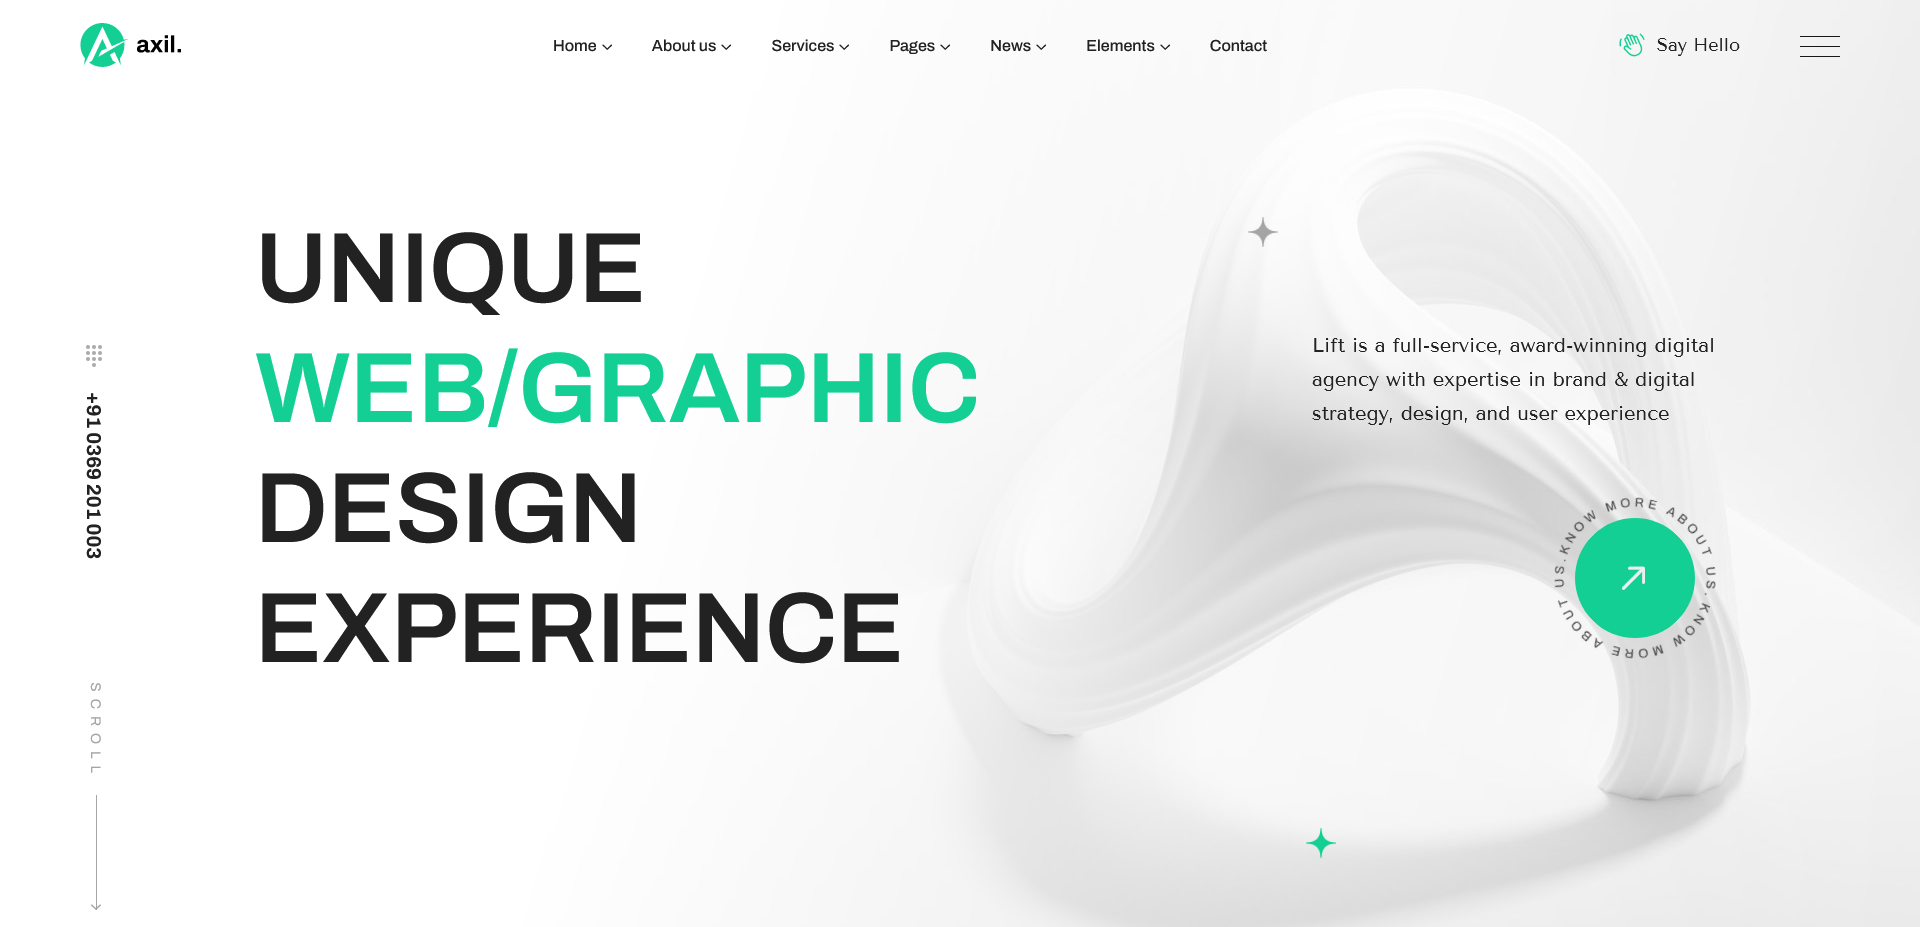 axil.
Home
About us
Services
Pages
News
Elements
Contact
Say Hello
UNIQUE
WEB/GRAPHIC
DESIGN
EXPERIENCE
Lift is a full-service, award-winning digital
agency with expertise in brand & digital
strategy, design, and user experience
KNOW MORE ABOUT US.KNOW MORE ABOUT US.
+91 0369 201 003
SCROLL